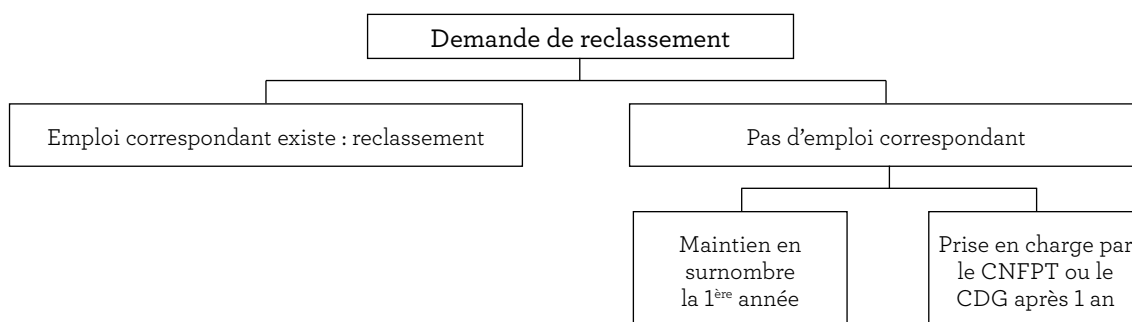 Demande de reclassement
Emploi correspondant existe : reclassement
Pas d’emploi correspondant
Maintien en
surnombre
la 1ère année
Prise en charge par
le CNFPT ou le
CDG après 1 an